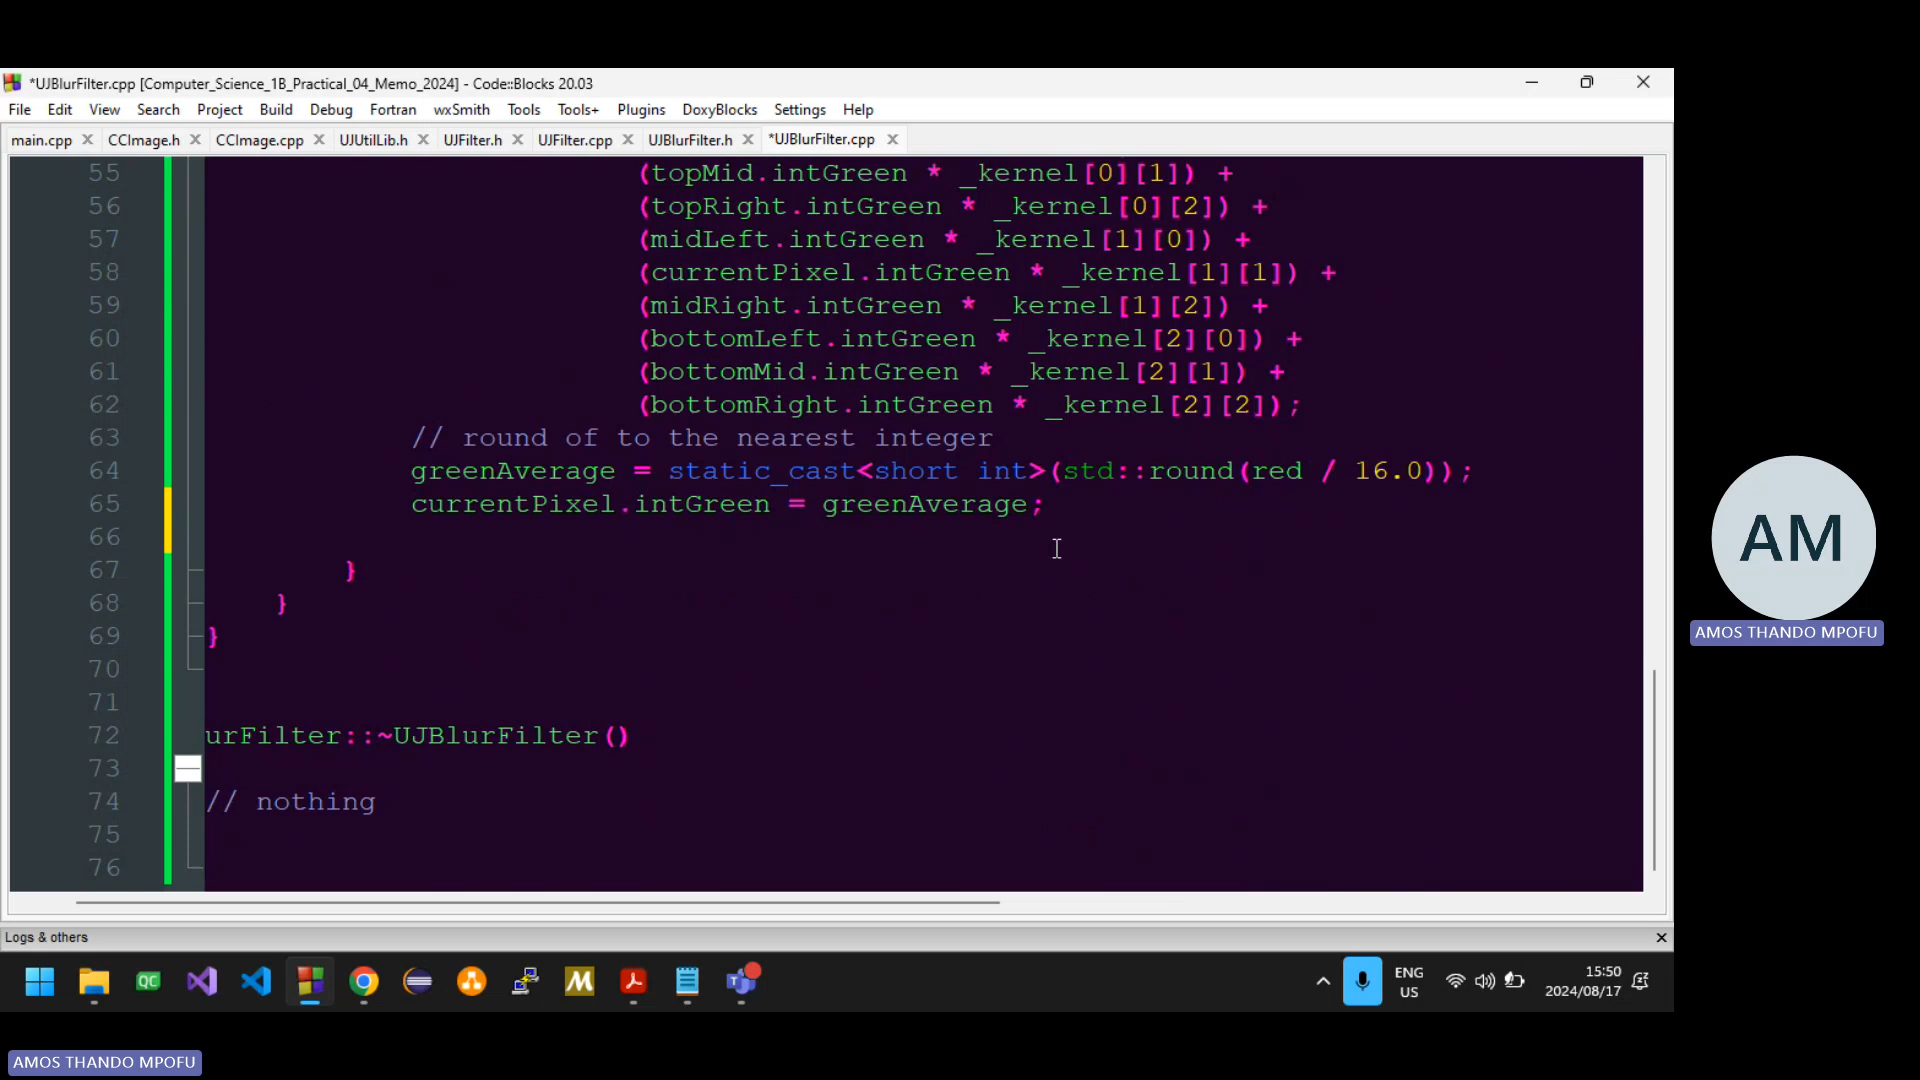 *UJBlurFilter.cpp [Computer_Science_1B_Practical_04_Memo_2024] - Code::Blocks 20.03
File Edit View Search Project Build Debug Fortran wxSmith Tools Tools+ Plugins DoxyBlocks Settings Help
main.cpp CCImage.h CCImage.cpp UJUtilLib.h UJFilter.h UJFilter.cpp UJBlurFilter.h *UJBlurFilter.cpp
55 (topMid.intGreen * _kernel[0][1]) +
56 (topRight.intGreen * _kernel[0][2]) +
57 (midLeft.intGreen * _kernel[1][0]) +
58 (currentPixel.intGreen * _kernel[1][1]) +
59 (midRight.intGreen * _kernel[1][2]) +
60 (bottomLeft.intGreen * _kernel[2][0]) +
61 (bottomMid.intGreen * _kernel[2][1]) +
62 (bottomRight.intGreen * _kernel[2][2]);
63 // round of to the nearest integer
64 greenAverage = static_cast<short int>(std::round(red / 16.0));
65 currentPixel.intGreen = greenAverage;
66
67 }
68 }
69 }
70
71
72 urFilter::~UJBlurFilter()
73
74 // nothing
75
76
Logs & others
QC
ENG
US
15:50
2024/08/17
AM
AMOS THANDO MPOFU
AMOS THANDO MPOFU